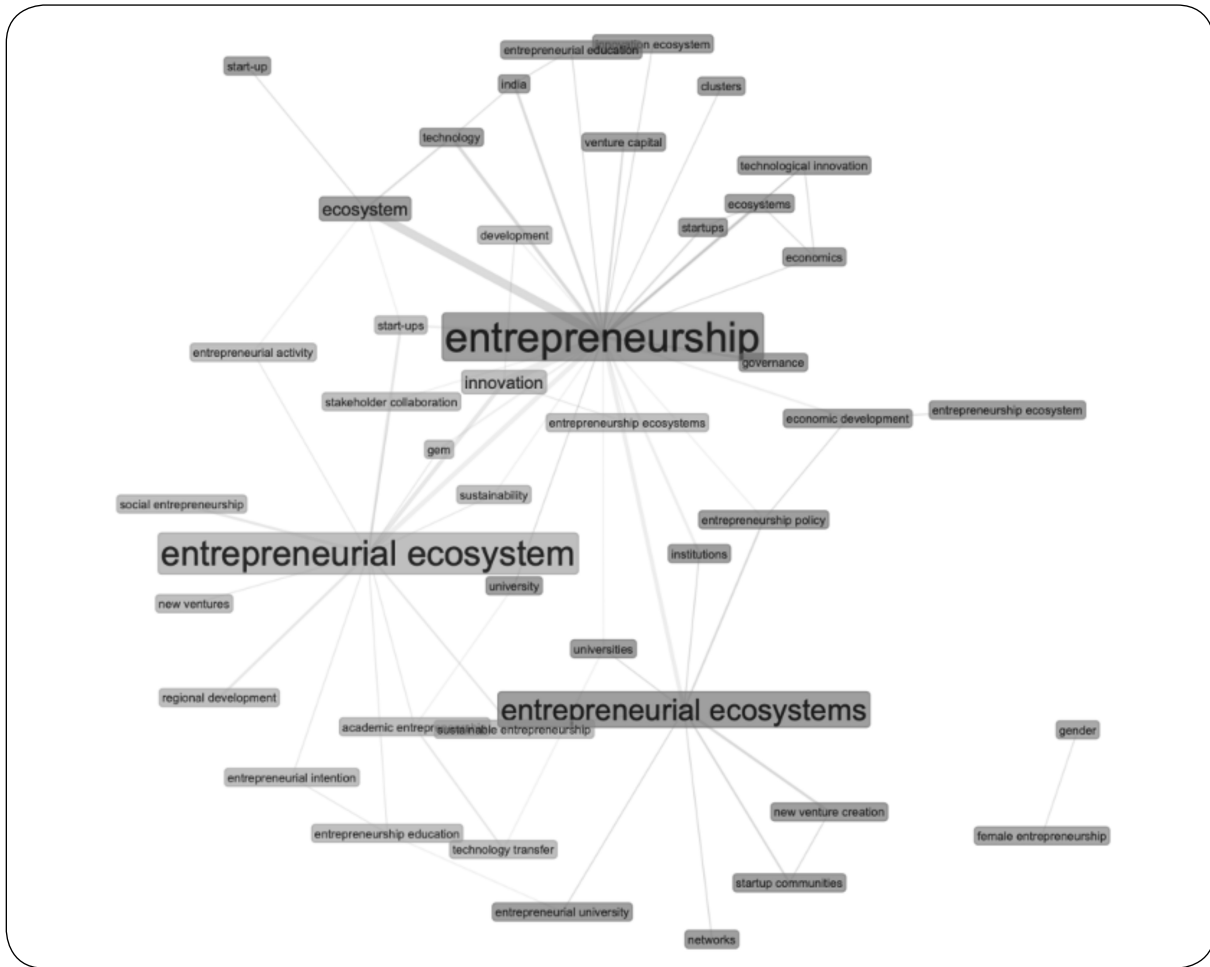 innovation ecosystem
entrepreneurial education
start-up
india
clusters
technology
venture capital
technological innovation
ecosystem
ecosystems
startups
development
economics
start-ups
entrepreneurship
entrepreneurial activity
governance
innovation
stakeholder collaboration
entrepreneurship ecosystem
economic development
entrepreneurship ecosystems
gem
sustainability
social entrepreneurship
entrepreneurship policy
entrepreneurial ecosystem
institutions
university
new ventures
universities
regional development
entrepreneurial ecosystems
academic entrepreneurship
sustainable entrepreneurship
gender
entrepreneurial intention
new venture creation
entrepreneurship education
female entrepreneurship
technology transfer
startup communities
entrepreneurial university
networks